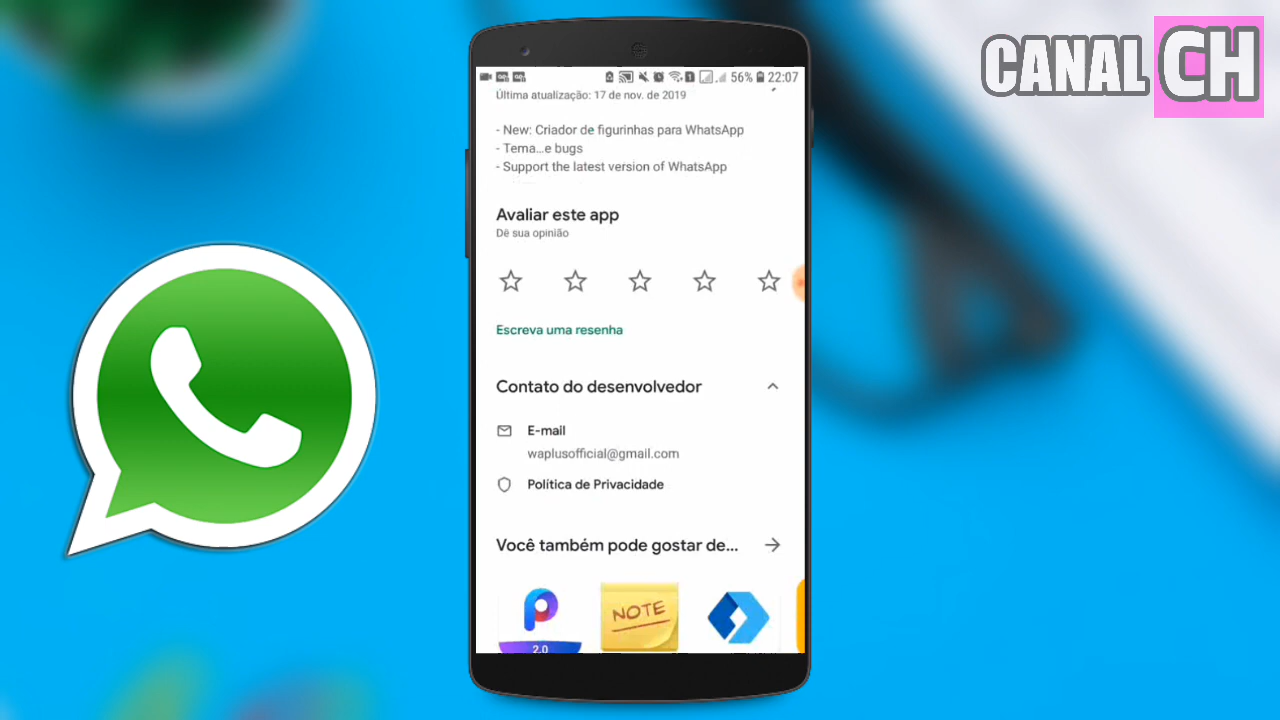 CANAL CH
56% 22:07
Última atualização: 17 de nov. de 2019
- New: Criador de figurinhas para WhatsApp
- Tema...e bugs
- Support the latest version of WhatsApp
Avaliar este app
Dê sua opinião
Escreva uma resenha
Contato do desenvolvedor
E-mail
waplusofficial@gmail.com
Política de Privacidade
Você também pode gostar de...
NOTE
2.0